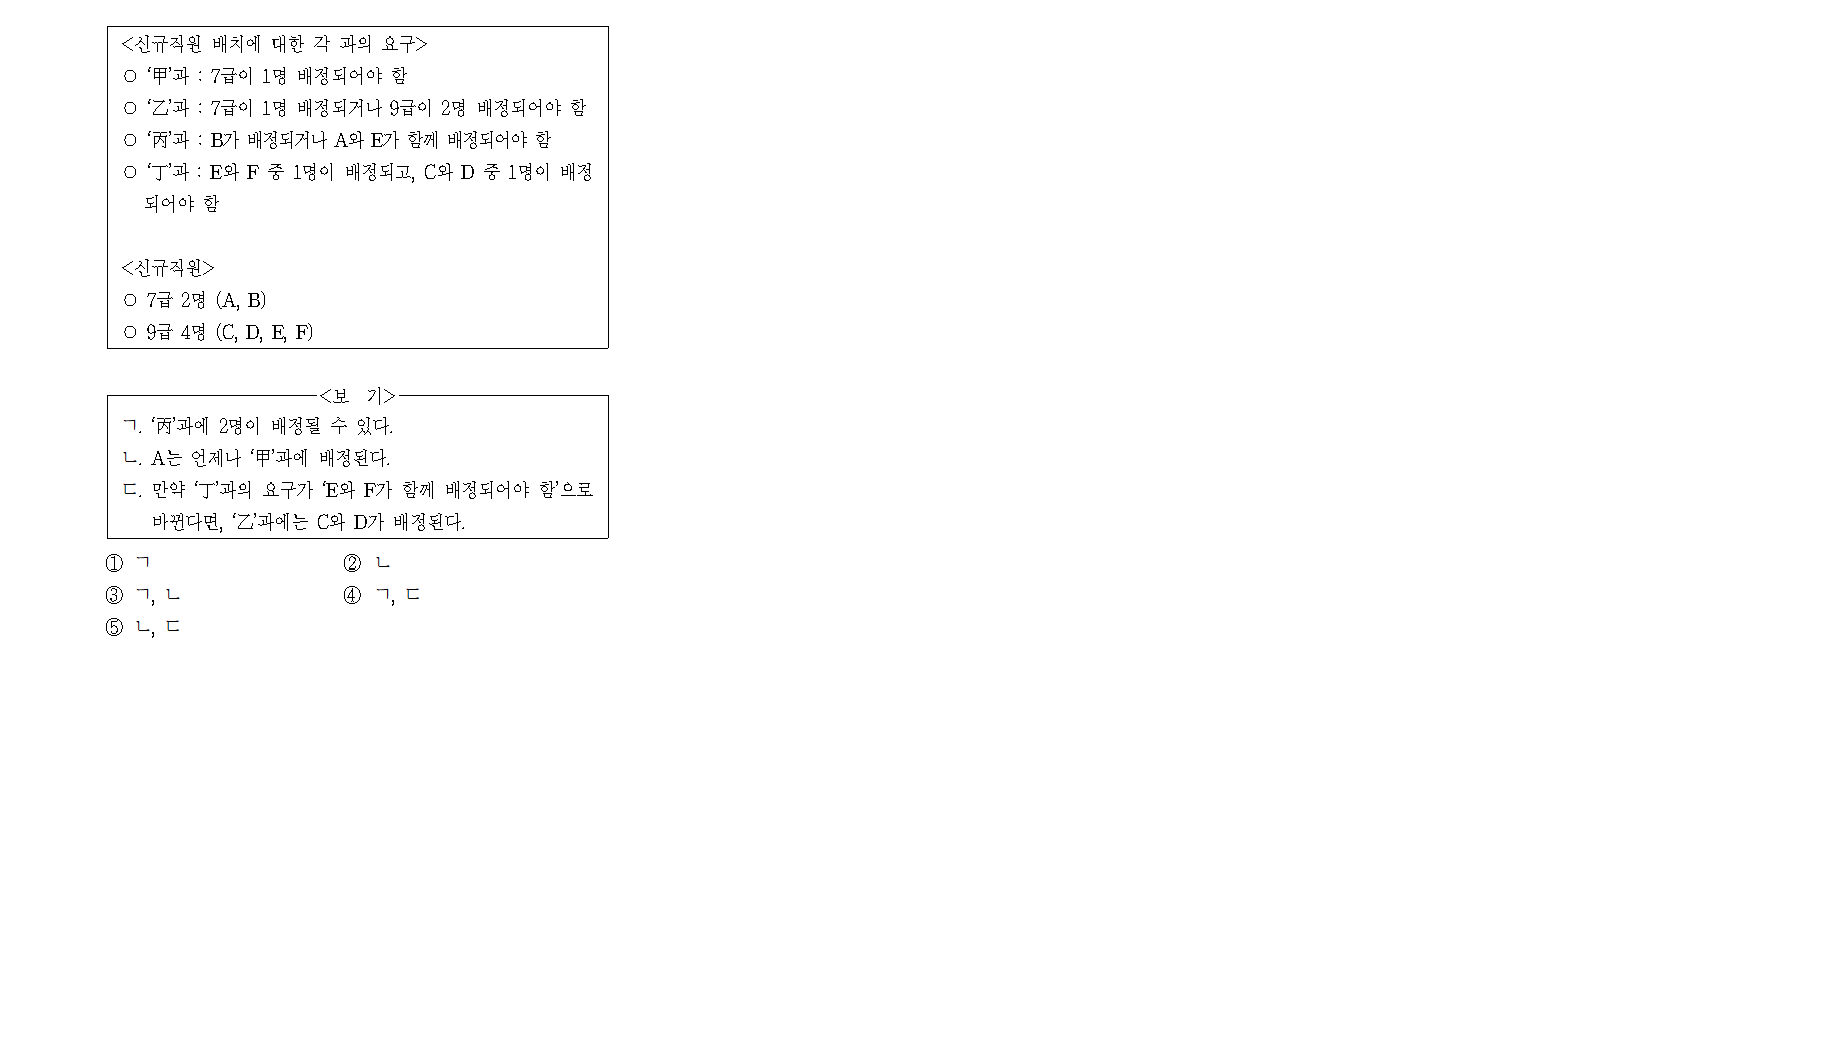 <신규직원 배치에 대한 각 과의 요구>
○ ‘甲’과 : 7급이 1명 배정되어야 함
○ ‘乙’과 : 7급이 1명 배정되거나 9급이 2명 배정되어야 함
○ ‘丙’과 : B가 배정되거나 A와 E가 함께 배정되어야 함
○ ‘丁’과 : E와 F 중 1명이 배정되고, C와 D 중 1명이 배정
되어야 함
<신규직원>
○ 7급 2명 (A, B)
○ 9급 4명 (C, D, E, F)
<보 기>
ㄱ. ‘丙’과에 2명이 배정될 수 있다.
ㄴ. A는 언제나 ‘甲’과에 배정된다.
ㄷ. 만약 ‘丁’과의 요구가 ‘E와 F가 함께 배정되어야 함’으로
바뀐다면, ‘乙’과에는 C와 D가 배정된다.
① ㄱ ② ㄴ
③ ㄱ, ㄴ ④ ㄱ, ㄷ
⑤ ㄴ, ㄷ